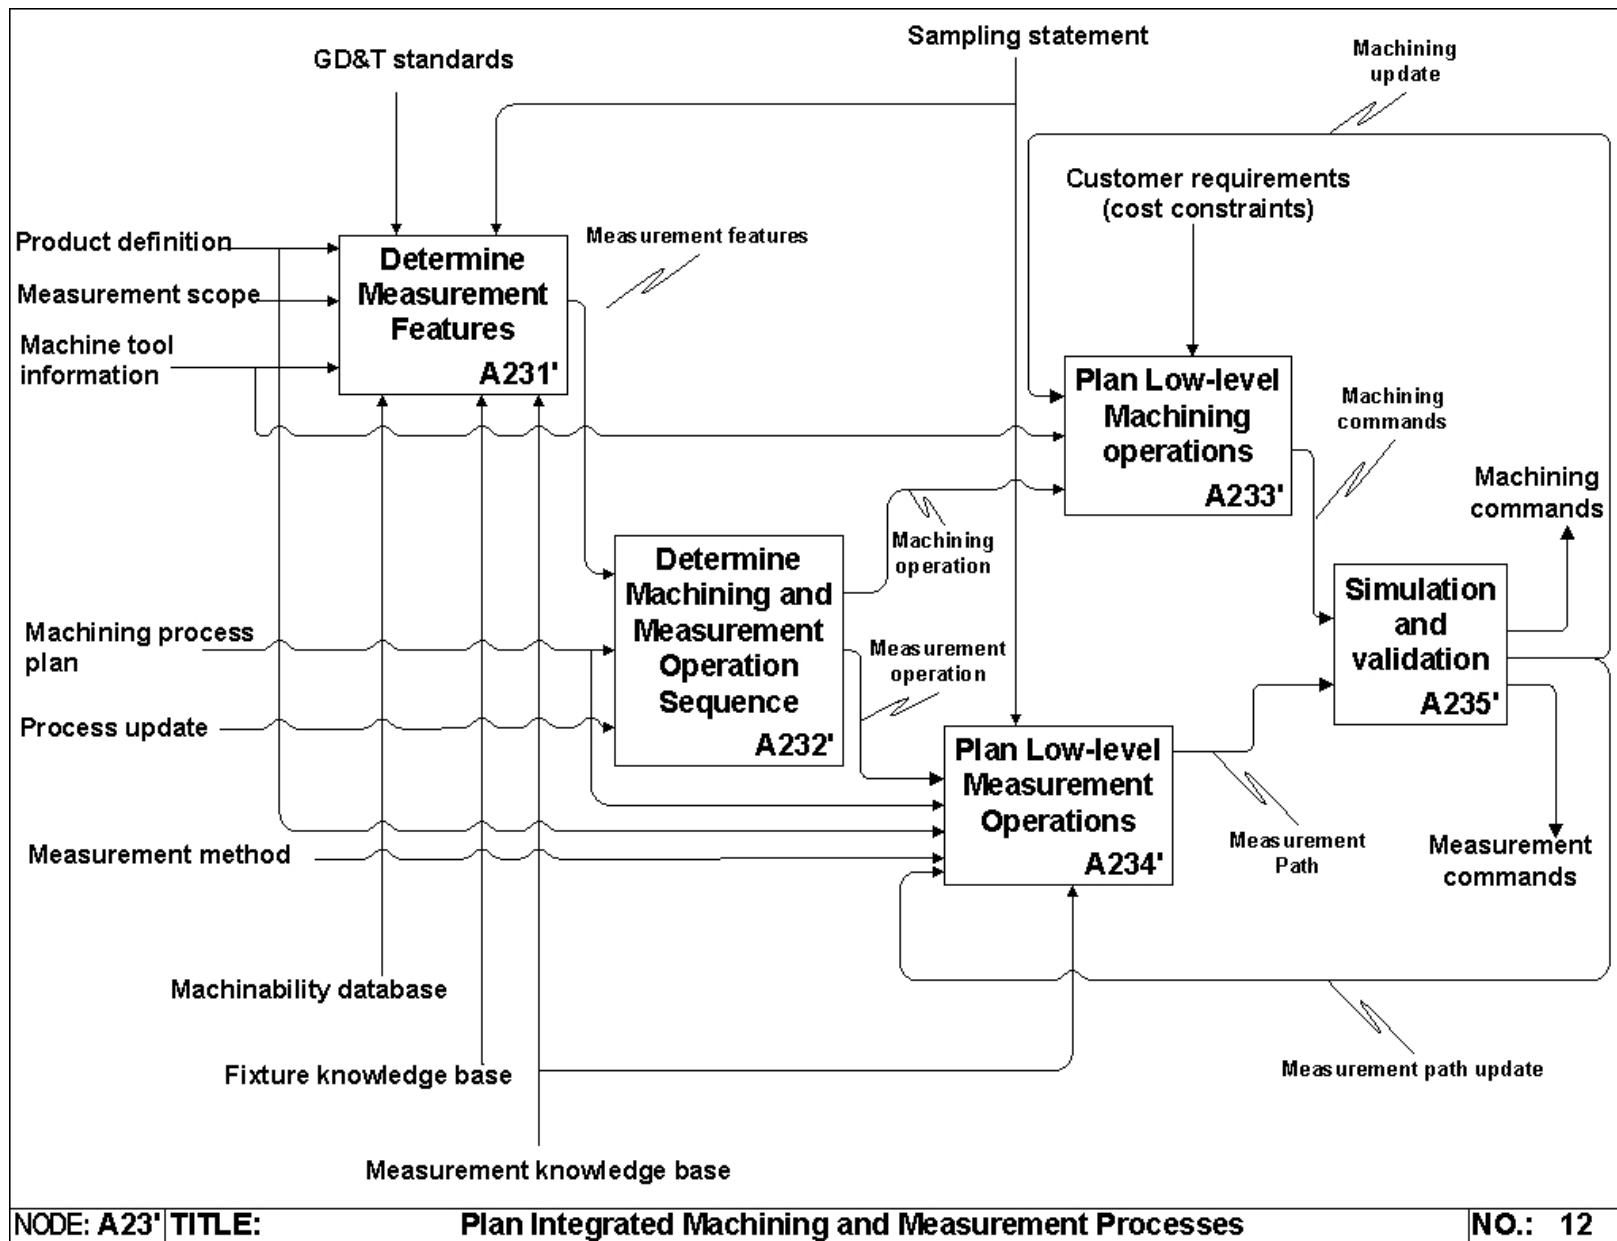 Sampling statement
GD&T standards
Machining
update
Customer requirements
(cost constraints)
Product definition
Measurement scope
Machine tool
information
Determine
Measurement
Features
A231'
Measurement features
Plan Low-level
Machining
operations
A233'
Machining
commands
Machining
commands
Machining
operation
Determine
Machining and
Measurement
Operation
Sequence
A232'
Simulation
and
validation
A235'
Machining process
plan
Process update
Measurement
operation
Plan Low-level
Measurement
Operations
A234'
Measurement method
Measurement
Path
Measurement
commands
Machinability database
Fixture knowledge base
Measurement path update
Measurement knowledge base
NODE: A23' TITLE: Plan Integrated Machining and Measurement Processes NO.: 12